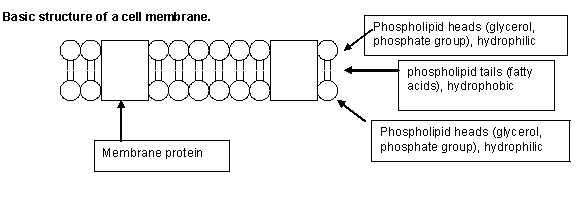 Basic structure of a cell membrane.
Phospholipid heads (glycerol,
phosphate group), hydrophilic
phospholipid tails (fatty
acids), hydrophobic
Phospholipid heads (glycerol,
phosphate group), hydrophilic
Membrane protein